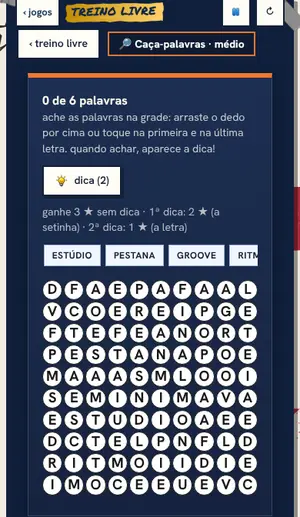 ‹ jogos
TREINO LIVRE
‹ treino livre
Caça-palavras · médio
0 de 6 palavras
ache as palavras na grade: arraste o dedo
por cima ou toque na primeira e na última
letra. quando achar, aparece a dica!
dica (2)
ganhe 3 ★ sem dica · 1ª dica: 2 ★ (a
setinha) · 2ª dica: 1 ★ (a letra)
ESTÚDIO PESTANA GROOVE RITM
D F A E P A F A A L
V C O E R E I P G E
F T E F E A N O R T
P E S T A N A P O E
M A A A S M L O O I
S E M I N I M A V A
E S T U D I O A E E
D C T E L P N F L D
R I T M O I I D I E
I M O C E E U E V C